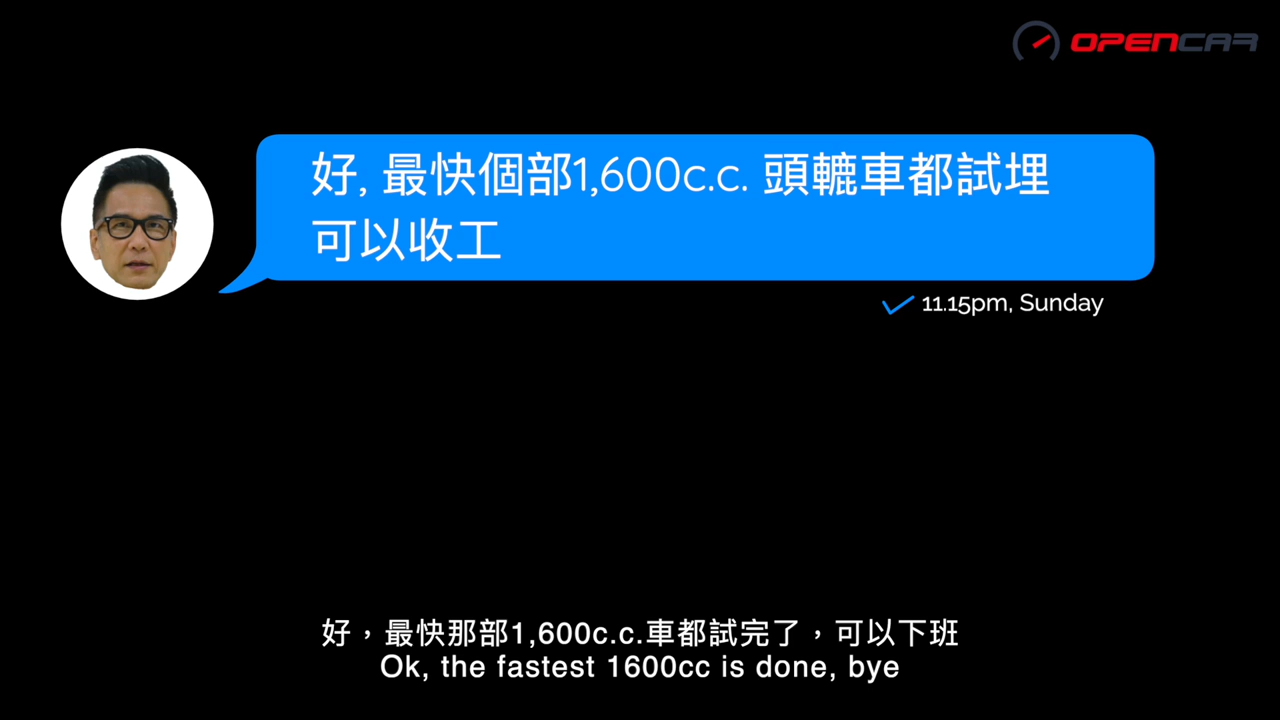 OPENCAR
好, 最快個部1,600c.c. 頭轆車都試埋
可以收工
11.15pm, Sunday
好，最快那部1,600c.c.車都試完了，可以下班
Ok, the fastest 1600cc is done, bye